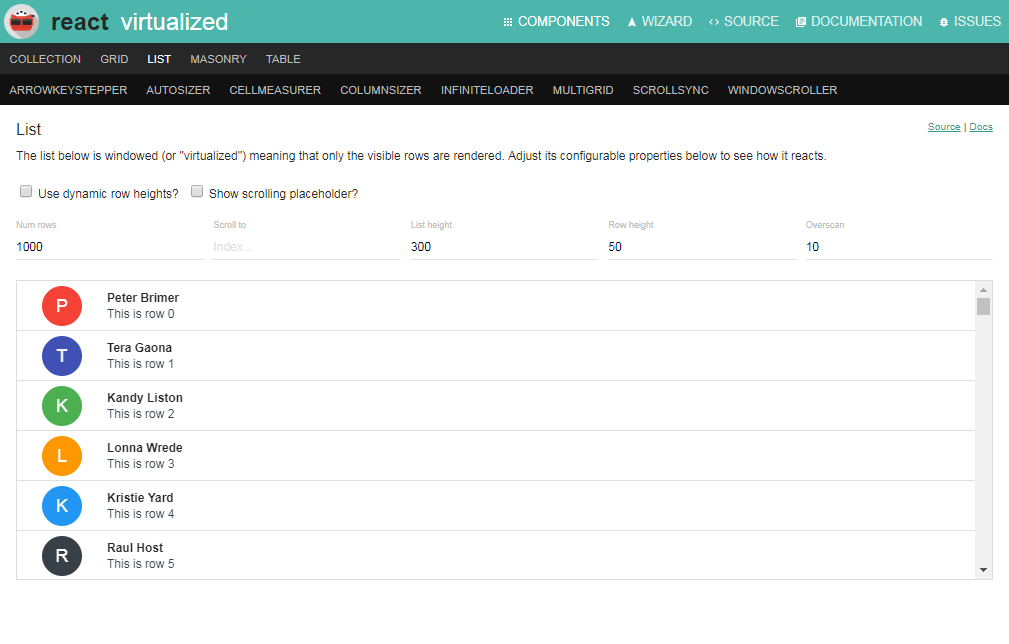 react virtualized
COMPONENTS WIZARD SOURCE DOCUMENTATION ISSUES
COLLECTION GRID LIST MASONRY TABLE
ARROWKEYSTEPPER AUTOSIZER CELLMEASURER COLUMNSIZER INFINITELOADER MULTIGRID SCROLLSYNC WINDOWSCROLLER
List
Source | Docs
The list below is windowed (or "virtualized") meaning that only the visible rows are rendered. Adjust its configurable properties below to see how it reacts.
Use dynamic row heights? Show scrolling placeholder?
Num rows Scroll to List height Row height Overscan
1000 Index... 300 50 10
P
Peter Brimer
This is row 0
T
Tera Gaona
This is row 1
K
Kandy Liston
This is row 2
L
Lonna Wrede
This is row 3
K
Kristie Yard
This is row 4
R
Raul Host
This is row 5